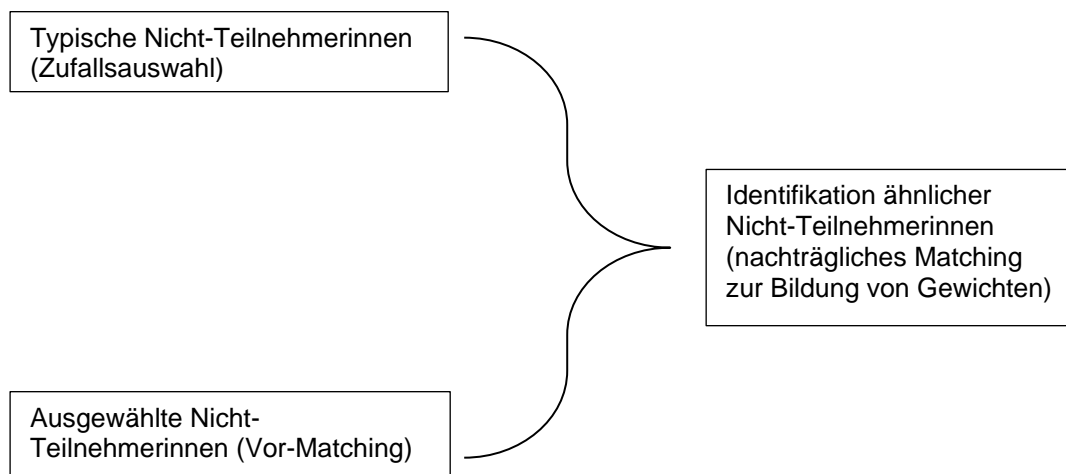 Typische Nicht-Teilnehmerinnen
(Zufallsauswahl)
Identifikation ähnlicher
Nicht-Teilnehmerinnen
(nachträgliches Matching
zur Bildung von Gewichten)
Ausgewählte Nicht-
Teilnehmerinnen (Vor-Matching)